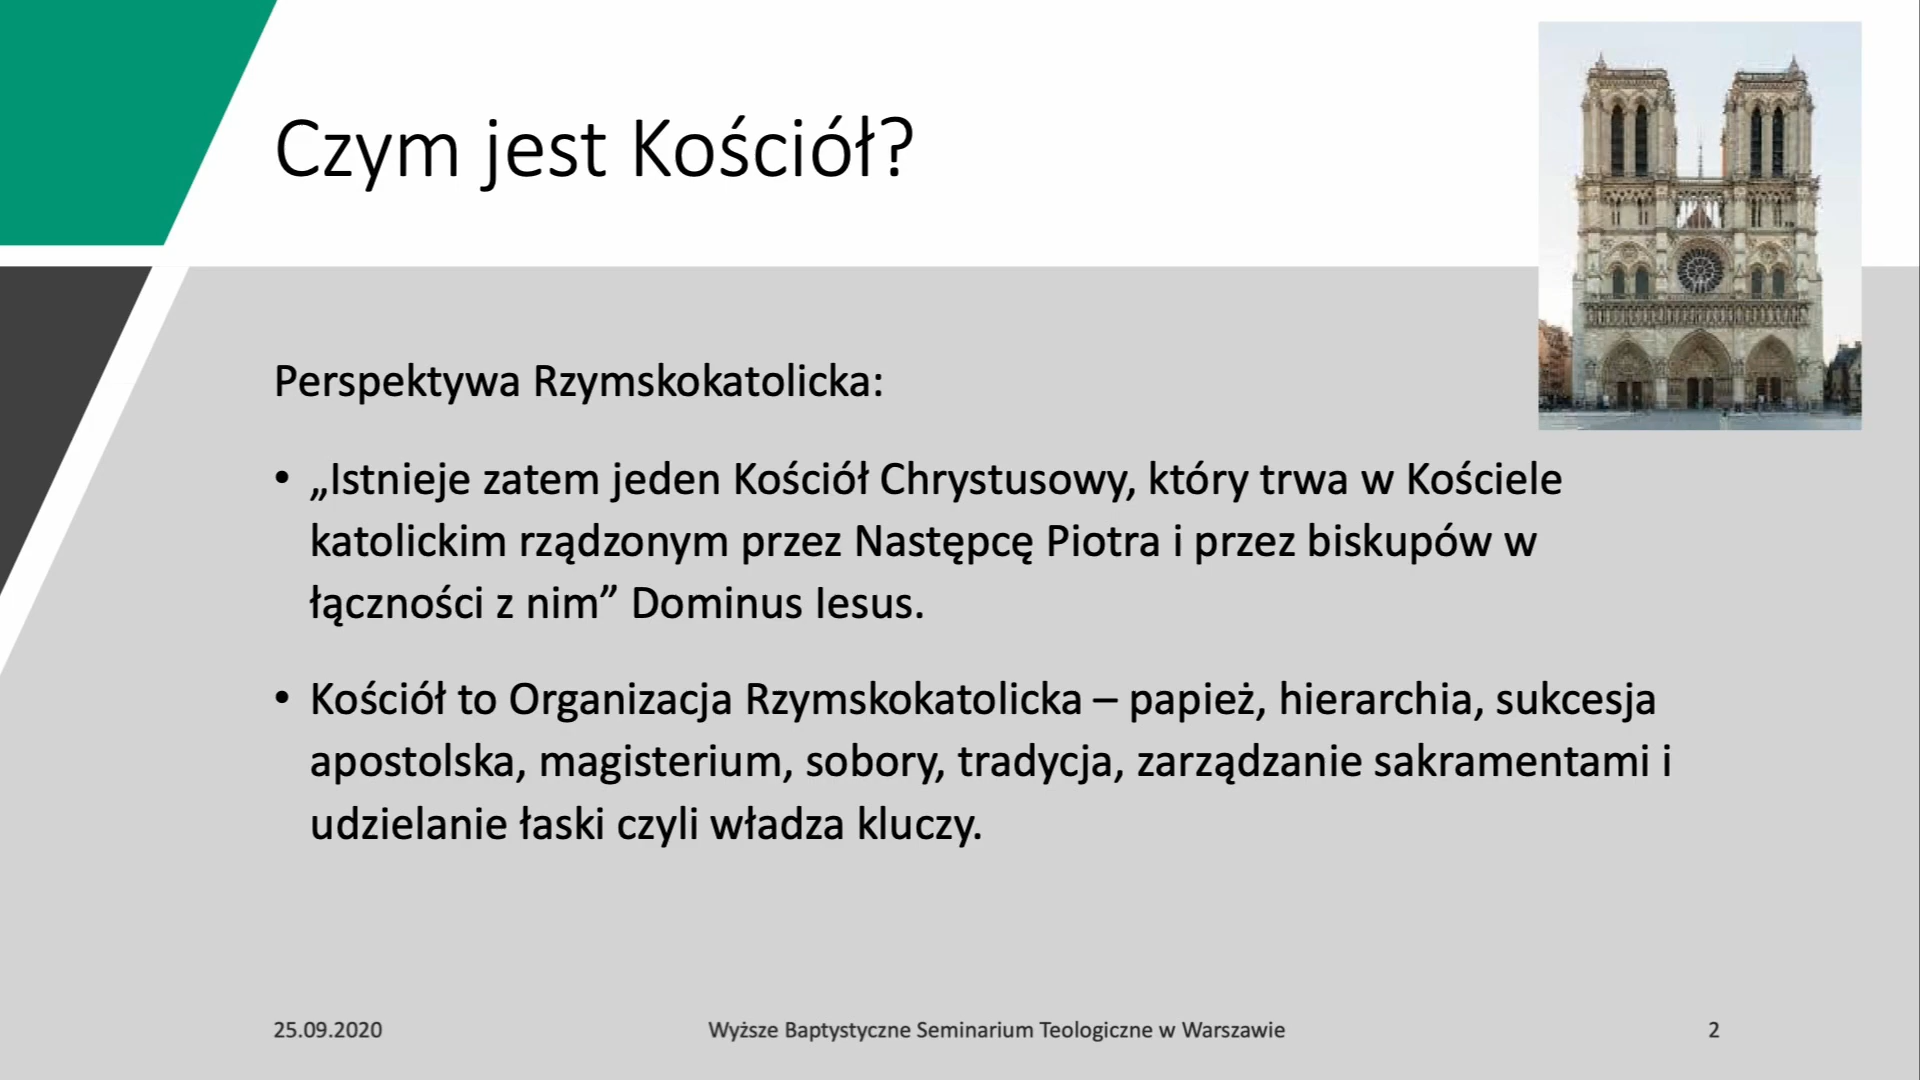 Czym jest Kościół?
Perspektywa Rzymskokatolicka:
• „Istnieje zatem jeden Kościół Chrystusowy, który trwa w Kościele
katolickim rządzonym przez Następcę Piotra i przez biskupów w
łączności z nim” Dominus Iesus.
• Kościół to Organizacja Rzymskokatolicka – papież, hierarchia, sukcesja
apostolska, magisterium, sobory, tradycja, zarządzanie sakramentami i
udzielanie łaski czyli władza kluczy.
25.09.2020
Wyższe Baptystyczne Seminarium Teologiczne w Warszawie
2